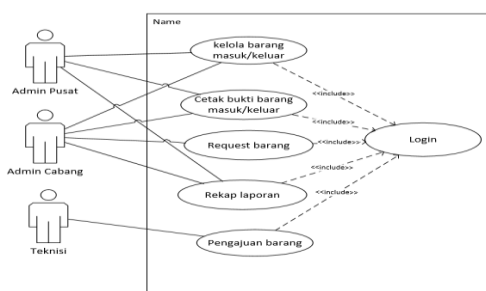 Name
kelola barang
masuk/keluar
Admin Pusat
<<include>>
Cetak bukti barang
masuk/keluar
<<include>>
Admin Cabang
Request barang
<<include>>
Login
<<include>>
Rekap laporan
<<include>>
Teknisi
Pengajuan barang